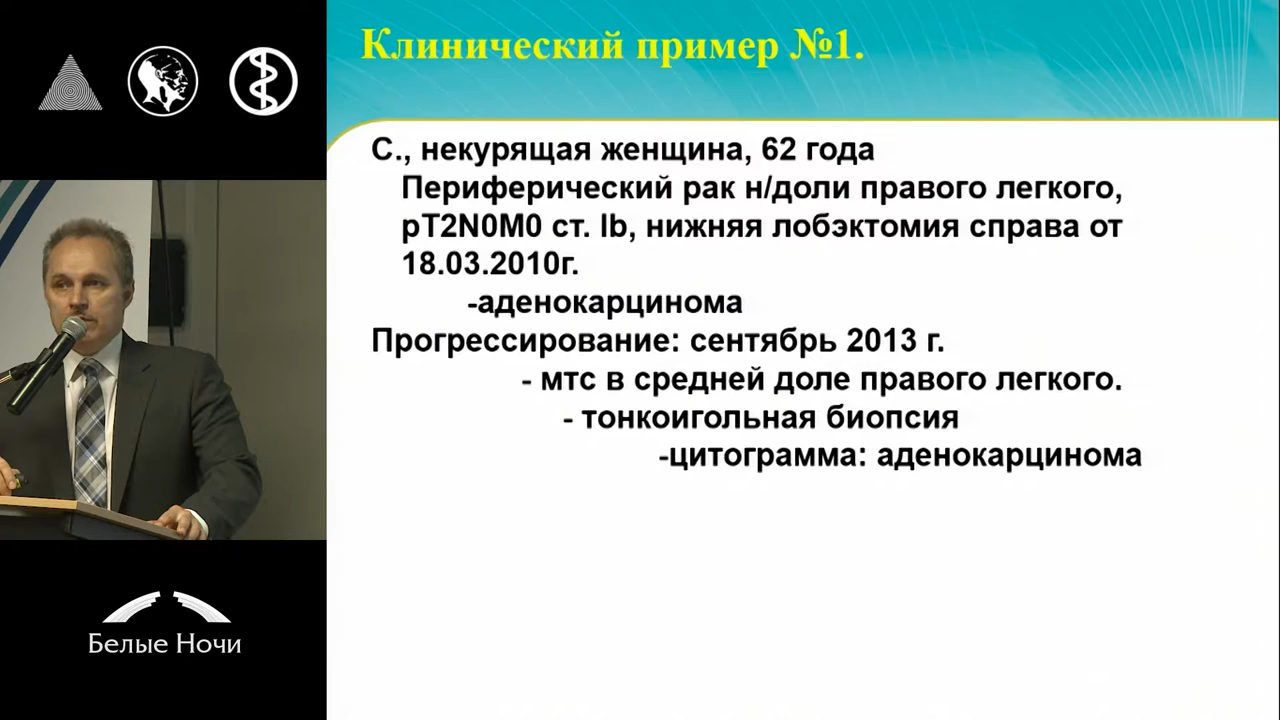 Клинический пример №1.
С., некурящая женщина, 62 года
Периферический рак н/доли правого легкого,
pT2N0M0 ст. Ib, нижняя лобэктомия справа от
18.03.2010г.
-аденокарцинома
Прогрессирование: сентябрь 2013 г.
- мтс в средней доле правого легкого.
- тонкоигольная биопсия
-цитограмма: аденокарцинома
Белые Ночи